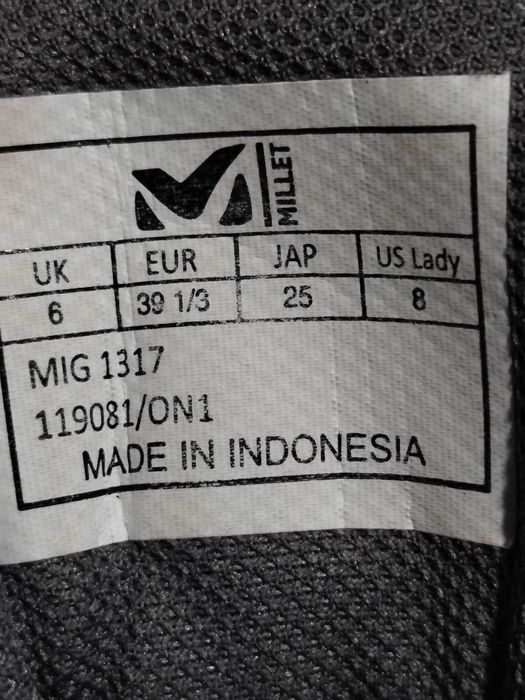 MILLET
UK EUR JAP US Lady
6 39 1/3 25 8
MIG 1317
119081/ON1
MADE IN INDONESIA